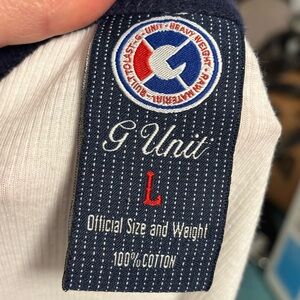 G-UNIT · HEAVY WEIGHT · RAW MATERIAL · BUILT TO LAST
G Unit
L
Official Size and Weight
100% COTTON